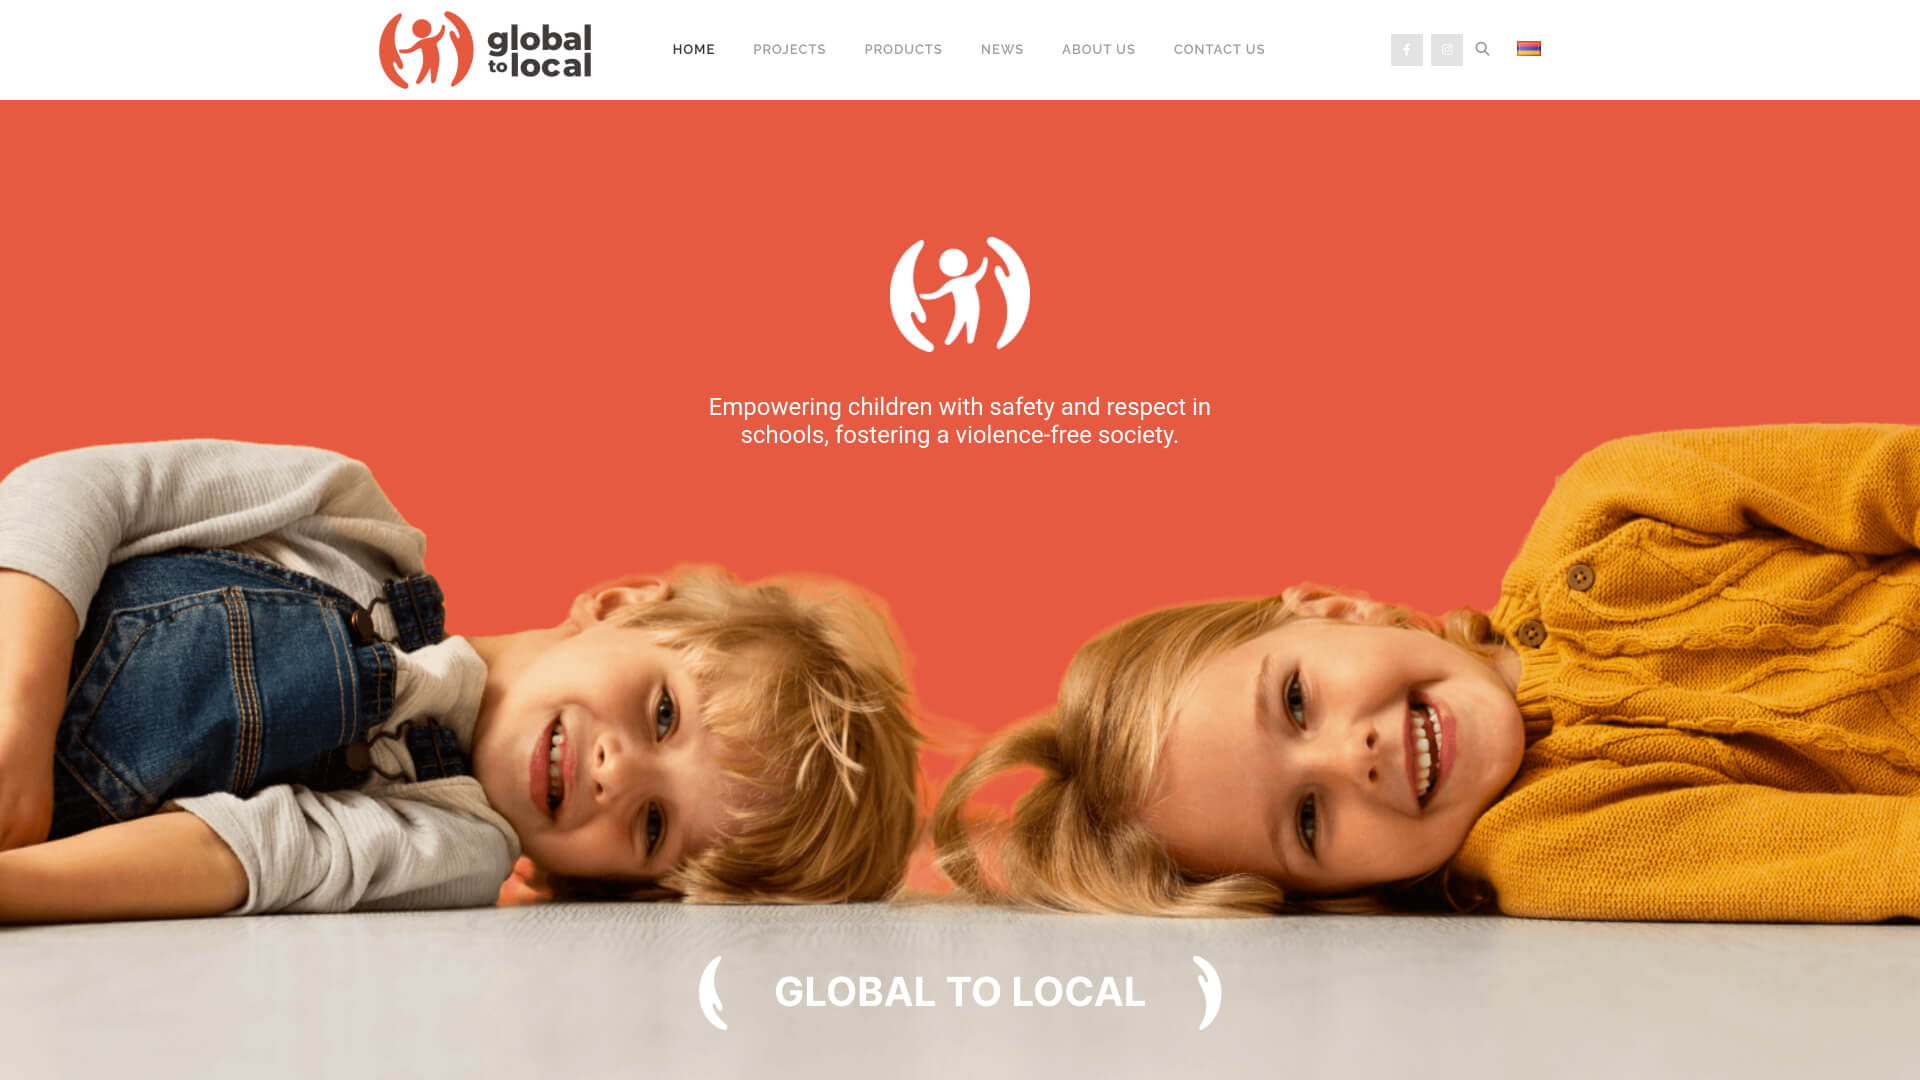 global
to local
HOME
PROJECTS
PRODUCTS
NEWS
ABOUT US
CONTACT US
Empowering children with safety and respect in
schools, fostering a violence-free society.
GLOBAL TO LOCAL